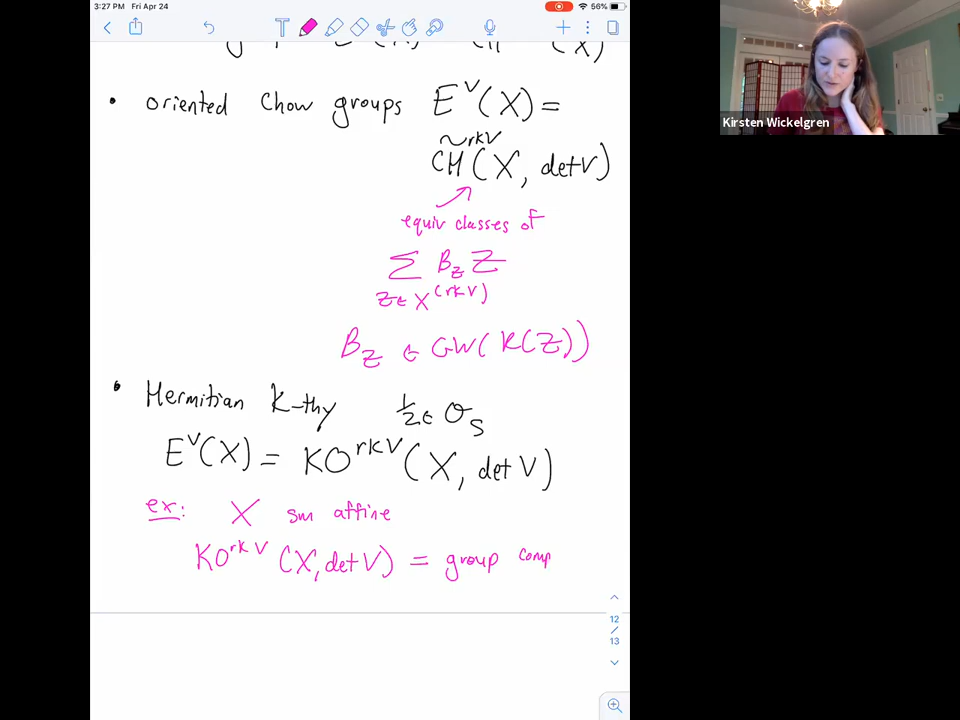 3:27 PM Fri Apr 24
56%
• oriented Chow groups E^V(X) =
C̃H^{rkV}(X, detV)
equiv classes of
∑ B_Z Z
Z∈X^{(rkV)}
B_Z ∈ GW(k(Z))
• Hermitian K-thy ½ ∈ O_S
E^V(X) = KO^{rkV}(X, detV)
ex: X sm affine
KO^{rkV}(X, detV) = group comp
12
/
13
Kirsten Wickelgren